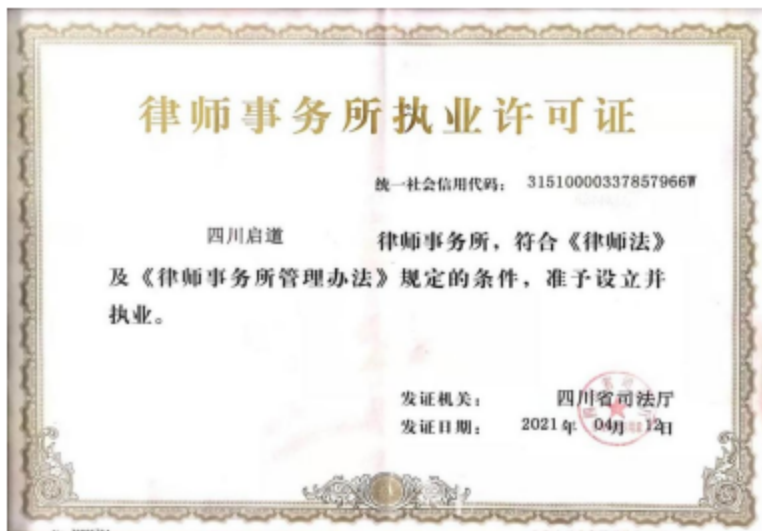 律师事务所执业许可证
统一社会信用代码： 31510000337857966W
四川启道 律师事务所，符合《律师法》
及《律师事务所管理办法》规定的条件，准予设立并
执业。
发证机关： 四川省司法厅
发证日期： 2021年 04月 12日